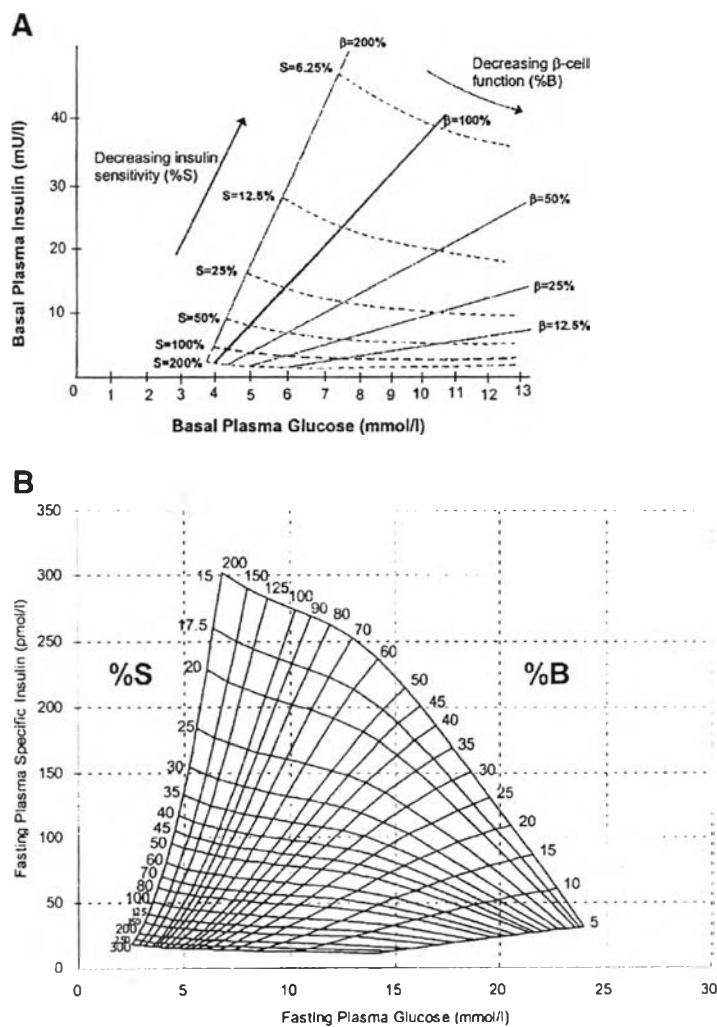 A
β=200%
S=6.25%
Decreasing β-cell
function (%B)
40
β=100%
Decreasing insulin
sensitivity (%S)
30
S=12.5%
β=50%
20
S=25%
β=25%
10
S=50%
β=12.5%
S=100%
S=200%
0 1 2 3 4 5 6 7 8 9 10 11 12 13
Basal Plasma Insulin (mU/l)
Basal Plasma Glucose (mmol/l)
B
350
300
250
200
150
100
50
0
Fasting Plasma Specific Insulin (pmol/l)
%S
%B
15
17.5
20
25
30
35
40
45
50
60
70
80
100
200
300
200
150
125
100
90
80
70
60
50
45
40
35
30
25
20
15
10
5
0 5 10 15 20 25 30
Fasting Plasma Glucose (mmol/l)